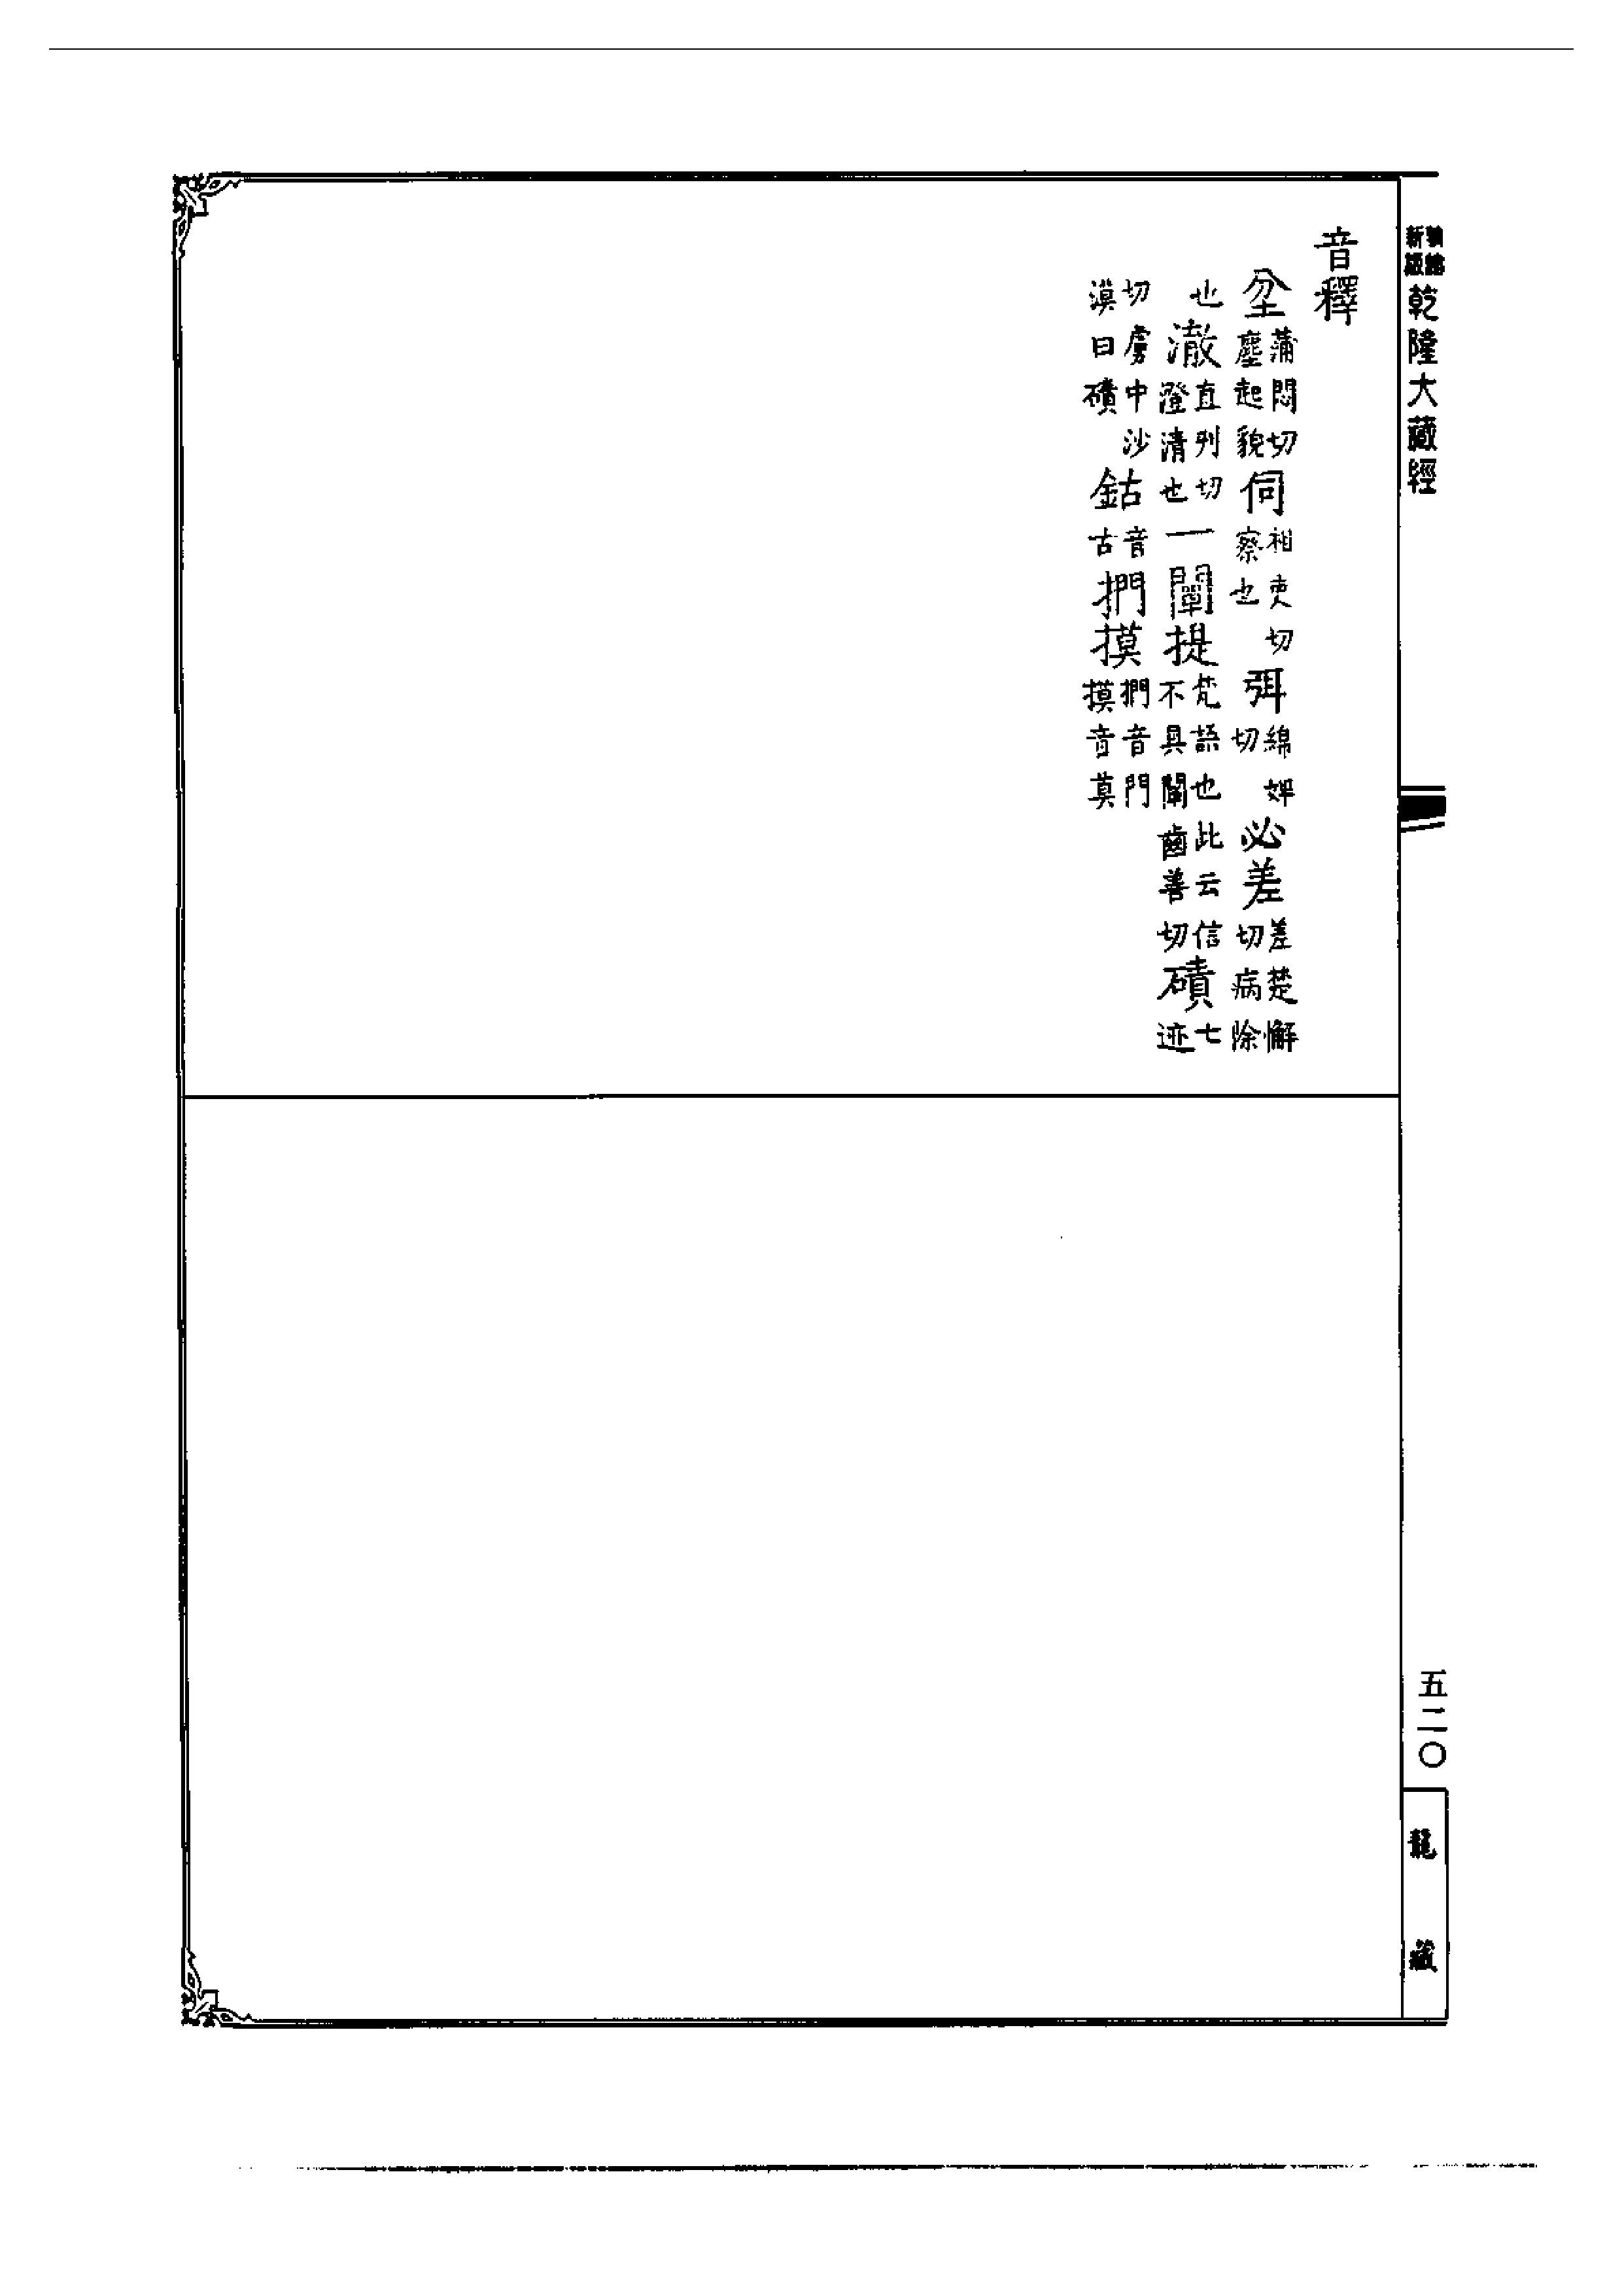 新版
乾隆大藏經
音釋
坌蒲悶切塵起貌伺相吏切察也弭綿婢切必差差楚懈切病除
也澈直列切澄清也一闡提梵語也此云信不具闡齒善切磧七迹
切虜中沙漠曰磧鈷音古捫摸捫音門摸音莫
五二〇
龍藏